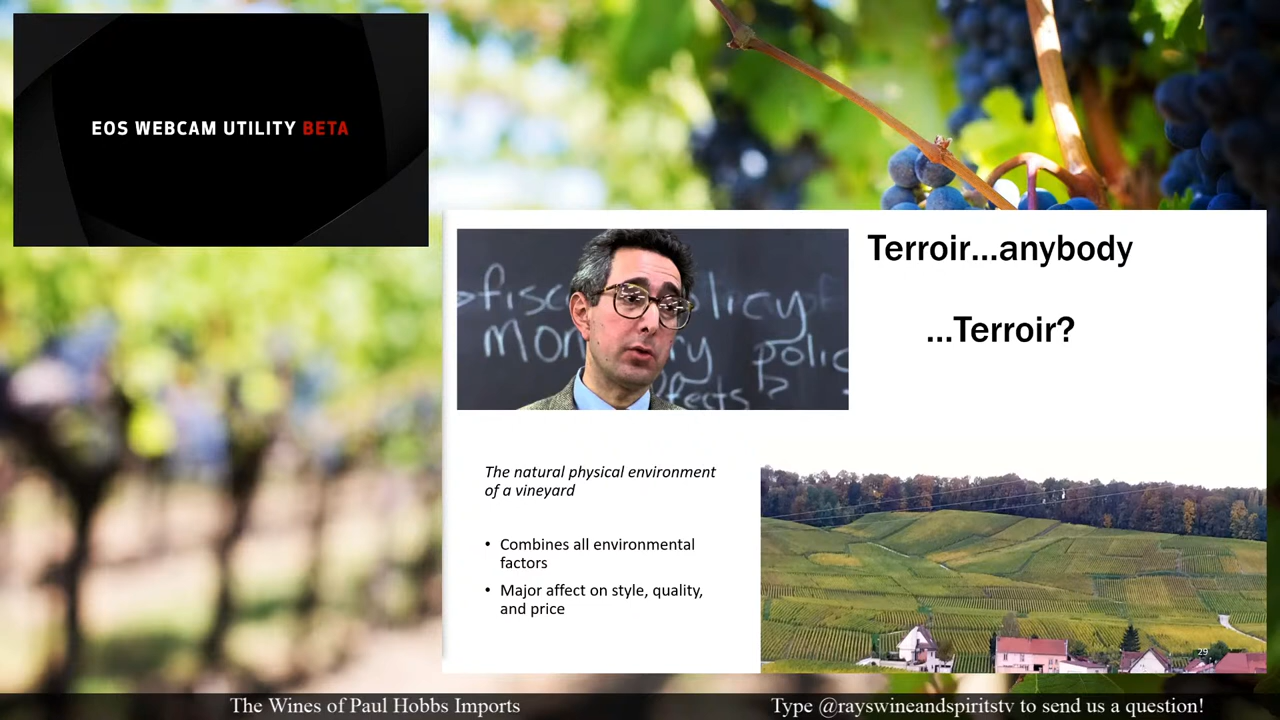 EOS WEBCAM UTILITY BETA
Terroir...anybody
...Terroir?
The natural physical environment
of a vineyard
• Combines all environmental
factors
• Major affect on style, quality,
and price
29
The Wines of Paul Hobbs Imports
Type @rayswineandspiritstv to send us a question!